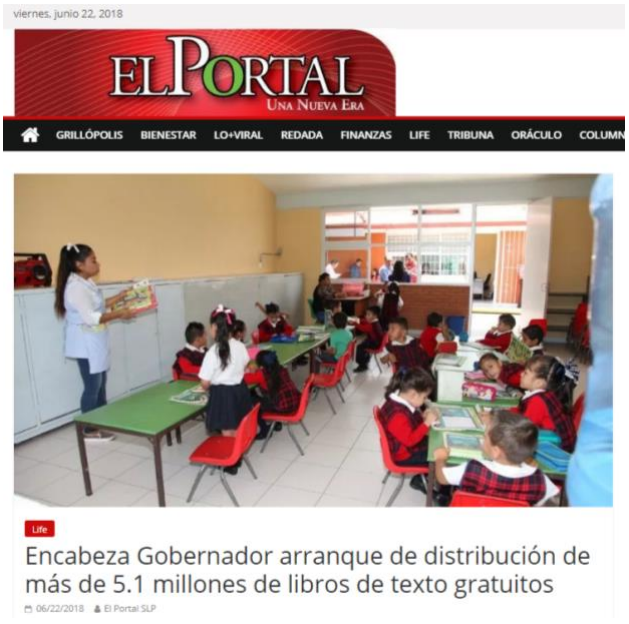 viernes, junio 22, 2018
EL PORTAL
UNA NUEVA ERA
GRILLÓPOLIS BIENESTAR LO+VIRAL REDADA FINANZAS LIFE TRIBUNA ORÁCULO COLUMN
Life
Encabeza Gobernador arranque de distribución de
más de 5.1 millones de libros de texto gratuitos
06/22/2018 El Portal SLP